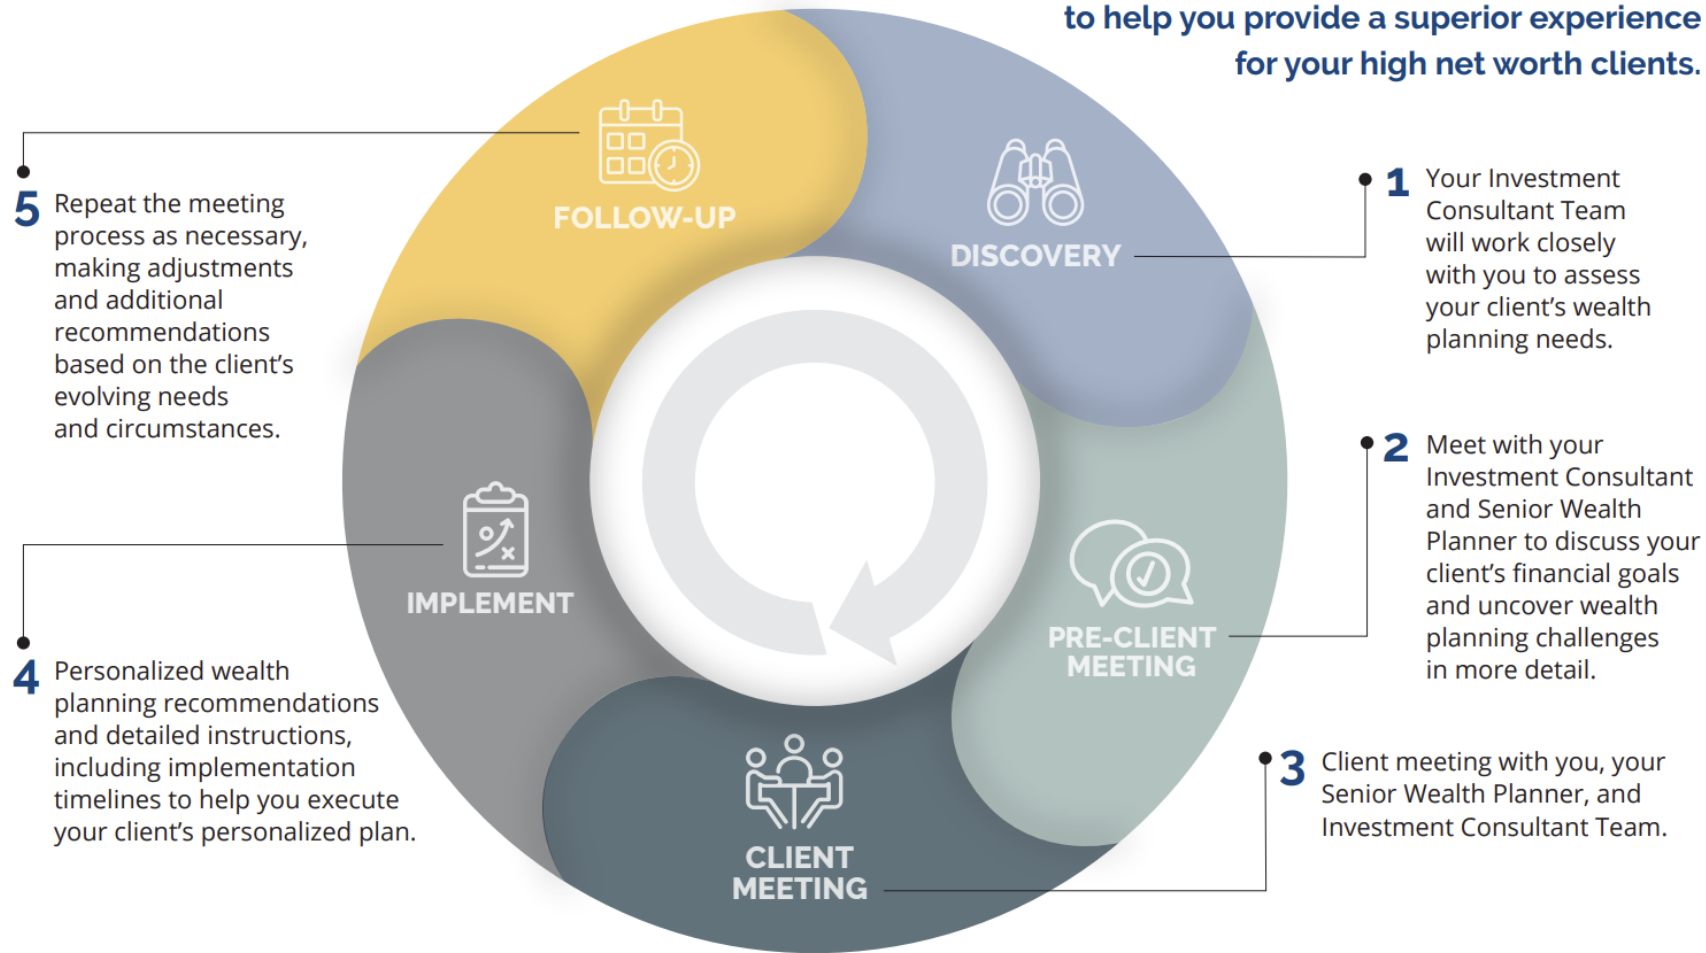 to help you provide a superior experience
for your high net worth clients.
DISCOVERY
1
Your Investment
Consultant Team
will work closely
with you to assess
your client’s wealth
planning needs.
PRE-CLIENT
MEETING
2
Meet with your
Investment Consultant
and Senior Wealth
Planner to discuss your
client’s financial goals
and uncover wealth
planning challenges
in more detail.
CLIENT
MEETING
3
Client meeting with you, your
Senior Wealth Planner, and
Investment Consultant Team.
IMPLEMENT
4
Personalized wealth
planning recommendations
and detailed instructions,
including implementation
timelines to help you execute
your client’s personalized plan.
FOLLOW-UP
5
Repeat the meeting
process as necessary,
making adjustments
and additional
recommendations
based on the client’s
evolving needs
and circumstances.